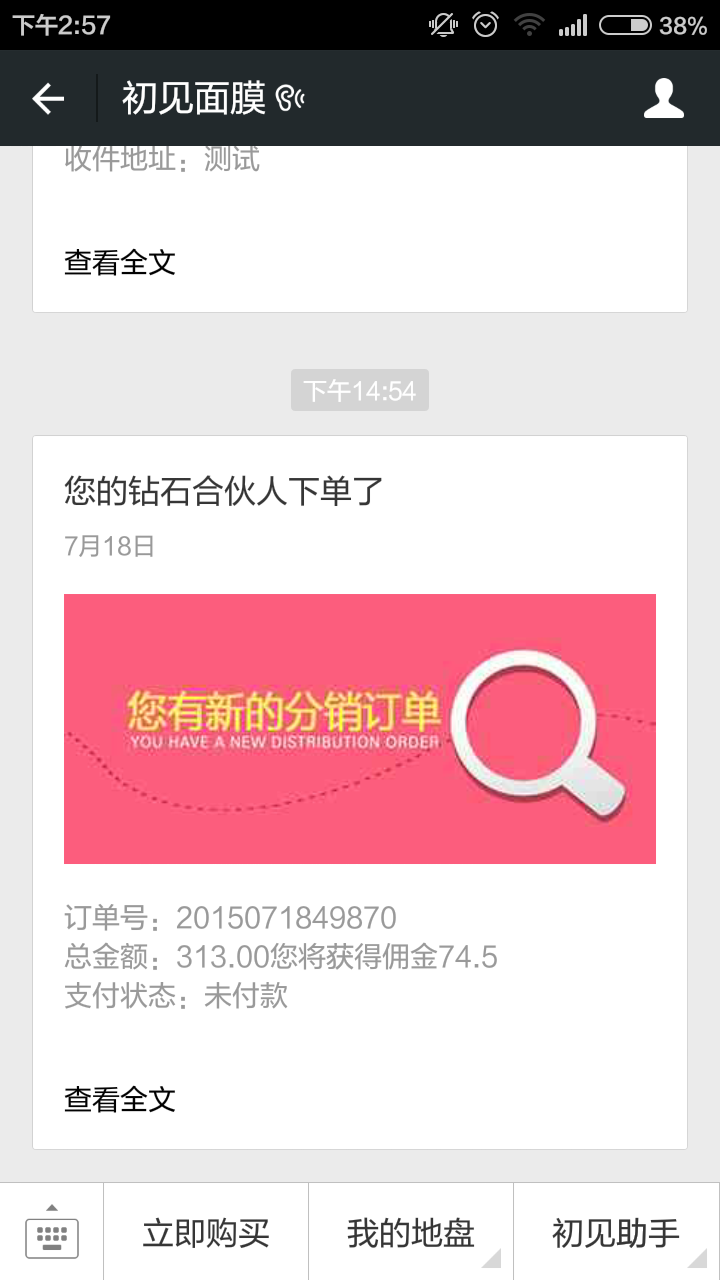 下午2:57
38%
初见面膜
收件地址：测试
查看全文
下午14:54
您的钻石合伙人下单了
7月18日
您有新的分销订单
YOU HAVE A NEW DISTRIBUTION ORDER
订单号：2015071849870
总金额：313.00您将获得佣金74.5
支付状态：未付款
查看全文
立即购买
我的地盘
初见助手